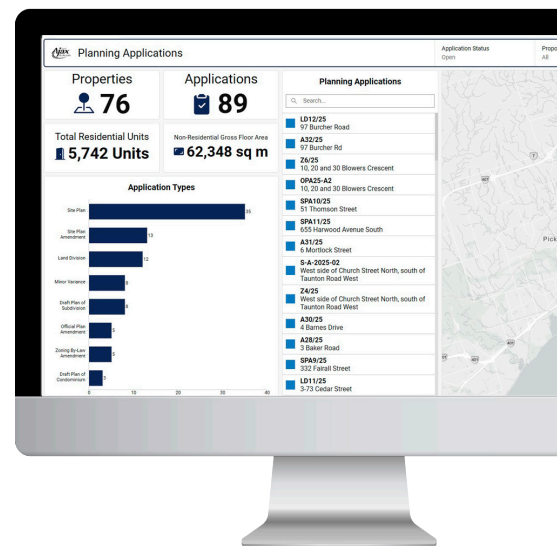 Ajax
Planning Applications
Application Status
Open
Propo
All
Properties
76
Applications
89
Total Residential Units
5,742 Units
Non-Residential Gross Floor Area
62,348 sq m
Application Types
Site Plan
35
Site Plan
Amendment
13
Land Division
12
Minor Variance
8
Draft Plan of
Subdivision
8
Official Plan
Amendment
5
Zoning By-Law
Amendment
5
Draft Plan of
Condominium
3
0
10
20
30
40
Planning Applications
Search...
LD12/25
97 Burcher Road
A32/25
97 Burcher Rd
Z6/25
10, 20 and 30 Blowers Crescent
OPA25-A2
10, 20 and 30 Blowers Crescent
SPA10/25
51 Thomson Street
SPA11/25
655 Harwood Avenue South
A31/25
6 Mortlock Street
S-A-2025-02
West side of Church Street North, south of
Taunton Road West
Z4/25
West side of Church Street North, south of
Taunton Road West
A30/25
4 Barnes Drive
A28/25
3 Baker Road
SPA9/25
332 Fairall Street
LD11/25
3-73 Cedar Street
407
401
Pick